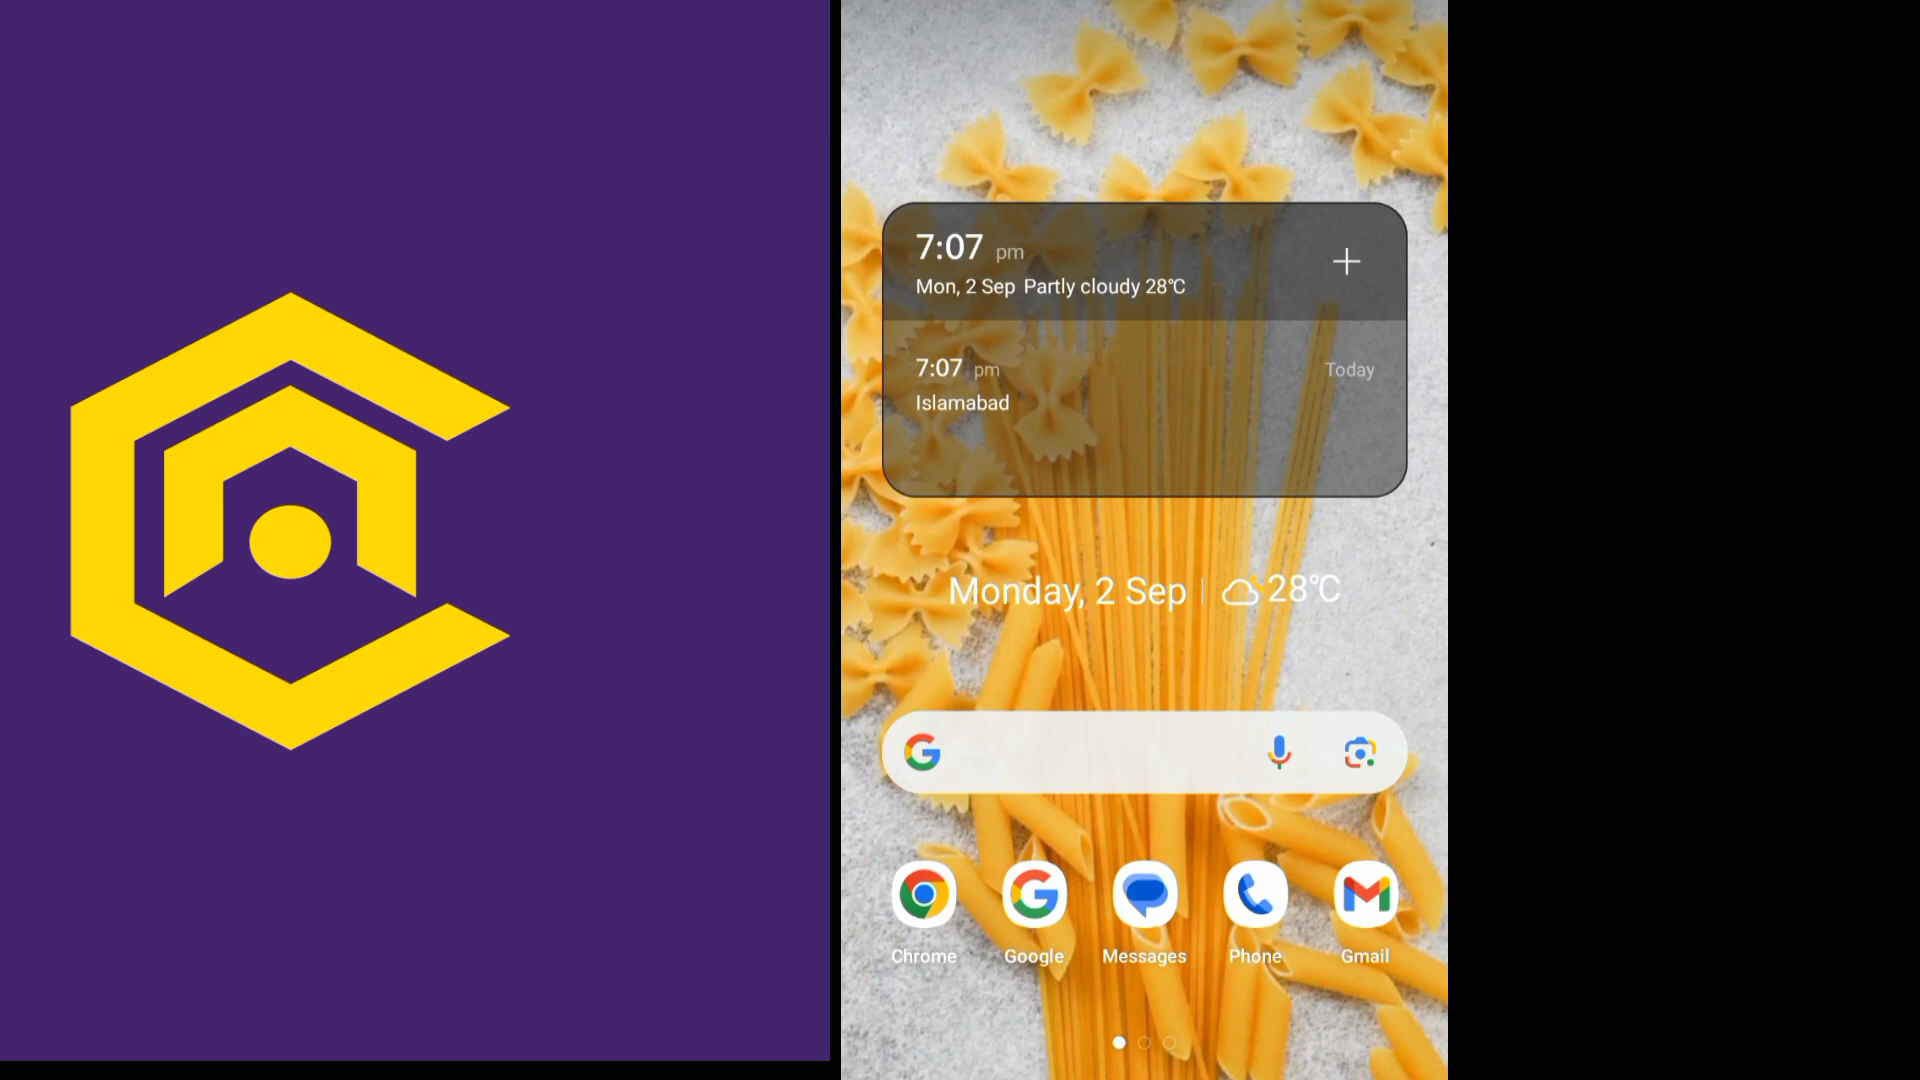 7:07 pm
Mon, 2 Sep Partly cloudy 28°C
7:07 pm Today
Islamabad
Monday, 2 Sep 28°C
Chrome Google Messages Phone Gmail